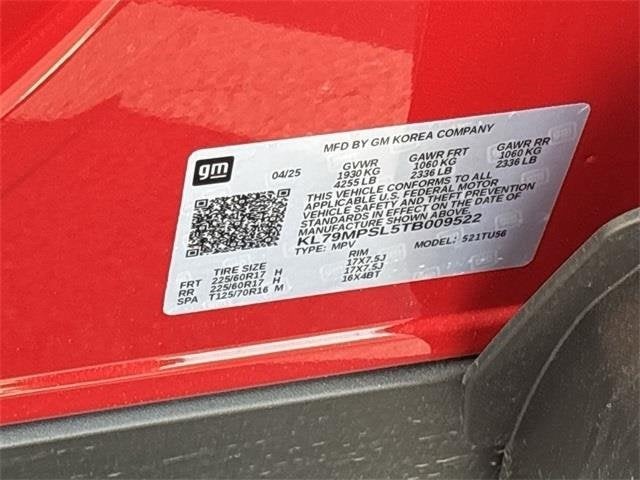 MFD BY GM KOREA COMPANY
gm
04/25
GVWR GAWR FRT GAWR RR
1930 KG 1060 KG 1060 KG
4255 LB 2336 LB 2336 LB
THIS VEHICLE CONFORMS TO ALL
APPLICABLE U.S. FEDERAL MOTOR
VEHICLE SAFETY AND THEFT PREVENTION
STANDARDS IN EFFECT ON THE DATE OF
MANUFACTURE SHOWN ABOVE.
KL79MPSL5TB009522
TYPE: MPV MODEL: 521TU56
TIRE SIZE RIM
FRT 225/60R17 H 17X7.5J
RR 225/60R17 H 17X7.5J
SPA T125/70R16 M 16X4BT